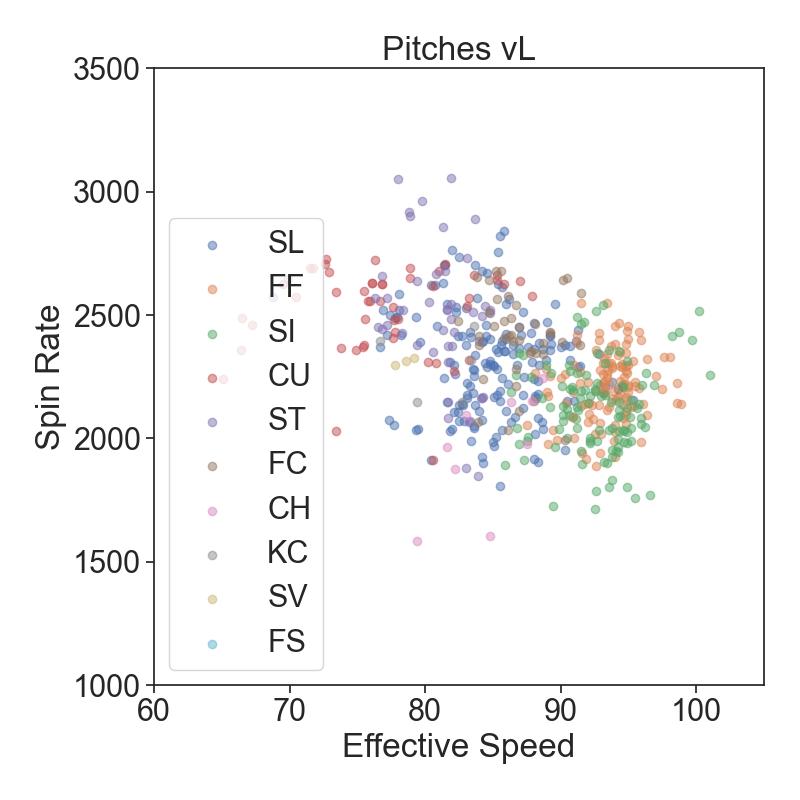 Pitches vL
3500
3000
2500
2000
1500
1000
Spin Rate
SL
FF
SI
CU
ST
FC
CH
KC
SV
FS
60 70 80 90 100
Effective Speed